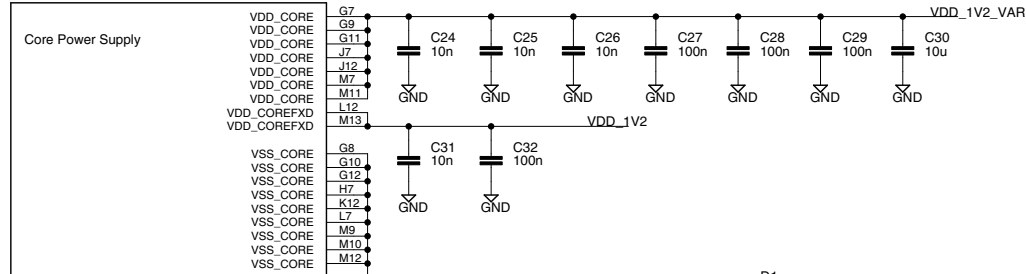 VDD_CORE G7 VDD_1V2_VAR
VDD_CORE G9
Core Power Supply VDD_CORE G11 C24 C25 C26 C27 C28 C29 C30
VDD_CORE J7 10n 10n 10n 100n 100n 100n 10u
VDD_CORE J12
VDD_CORE M7
VDD_CORE M11 GND GND GND GND GND GND GND
VDD_COREFXD L12
VDD_COREFXD M13 VDD_1V2
VSS_CORE G8 C31 C32
VSS_CORE G10 10n 100n
VSS_CORE G12
VSS_CORE H7
VSS_CORE K12 GND GND
VSS_CORE L7
VSS_CORE M9
VSS_CORE M10
VSS_CORE M12